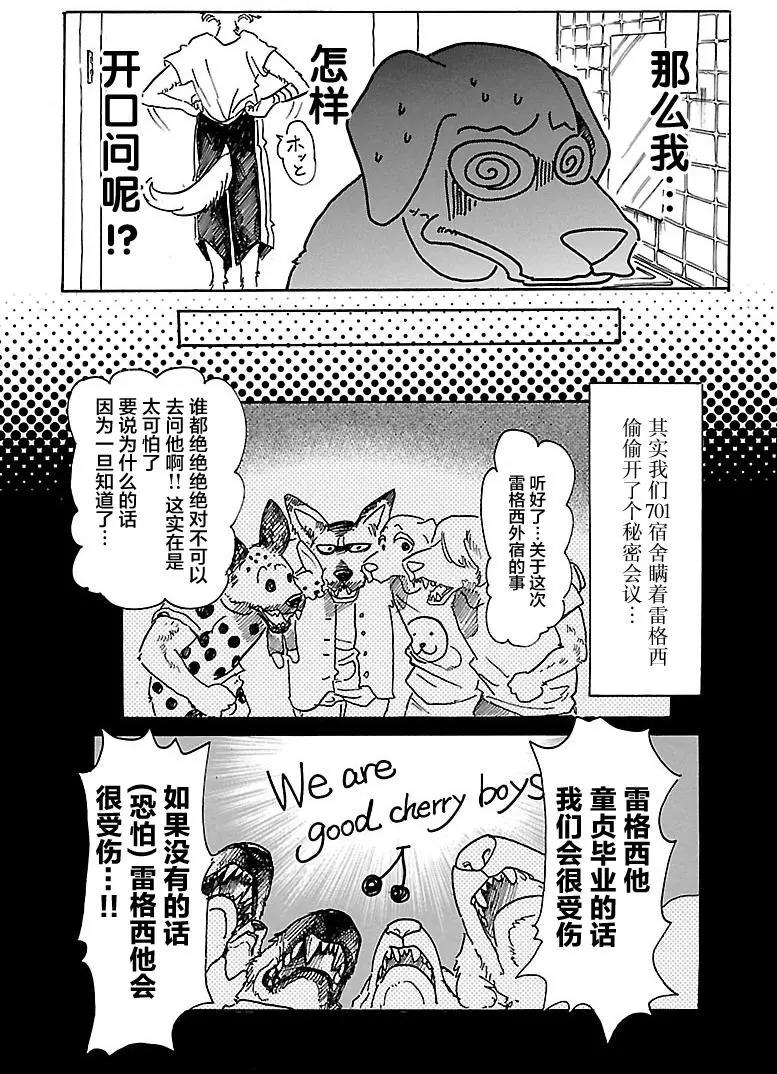 那么我…
怎样
开口问呢!?
ホッと
其实我们701宿舍瞒着雷格西
偷偷开了个秘密会议…
听好了…关于这次
雷格西外宿的事
谁都绝绝绝绝对不可以
去问他啊!! 这实在是
太可怕了
要说为什么的话
因为一旦知道了…
雷格西他
童贞毕业的话
我们会很受伤
We are
good cherry boys
如果没有的话
(恐怕)雷格西他会
很受伤…!!